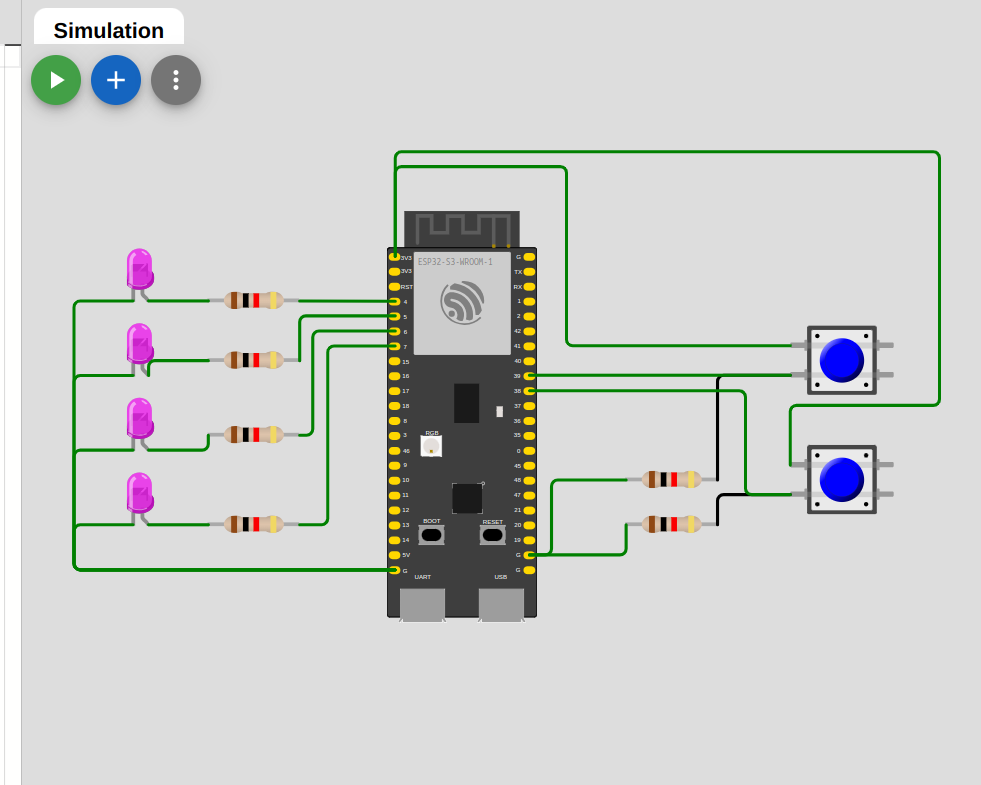 Simulation
ESP32-S3-WROOM-1
3V3 G
3V3 TX
RST RX
4 1
5 2
6 42
7 41
15 40
16 39
17 38
18 37
8 36
3 35
46 0
9 45
10 48
11 47
12 21
13 20
14 19
5V G
G G
RGB
BOOT RESET
UART USB